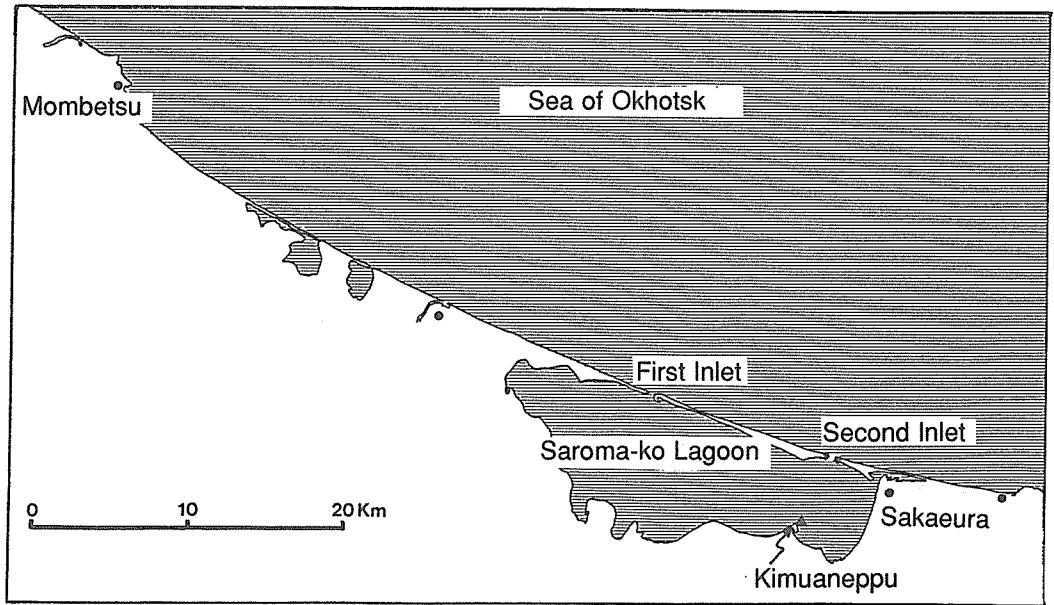 Mombetsu
Sea of Okhotsk
First Inlet
Second Inlet
Saroma-ko Lagoon
0 10 20 Km
Sakaeura
Kimuaneppu